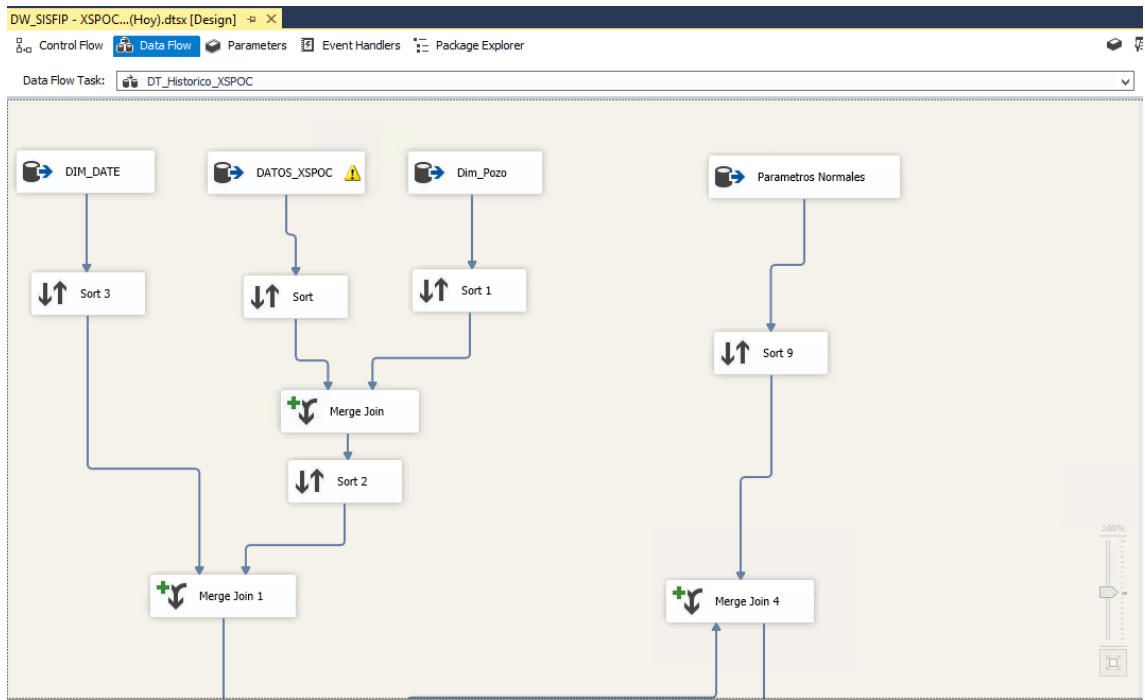 DW_SISFIP - XSPOC...(Hoy).dtsx [Design]
Control Flow Data Flow Parameters Event Handlers Package Explorer
Data Flow Task: DT_Historico_XSPOC
DIM_DATE
DATOS_XSPOC
Dim_Pozo
Parametros Normales
Sort 3
Sort
Sort 1
Sort 9
Merge Join
Sort 2
100%
Merge Join 1
Merge Join 4